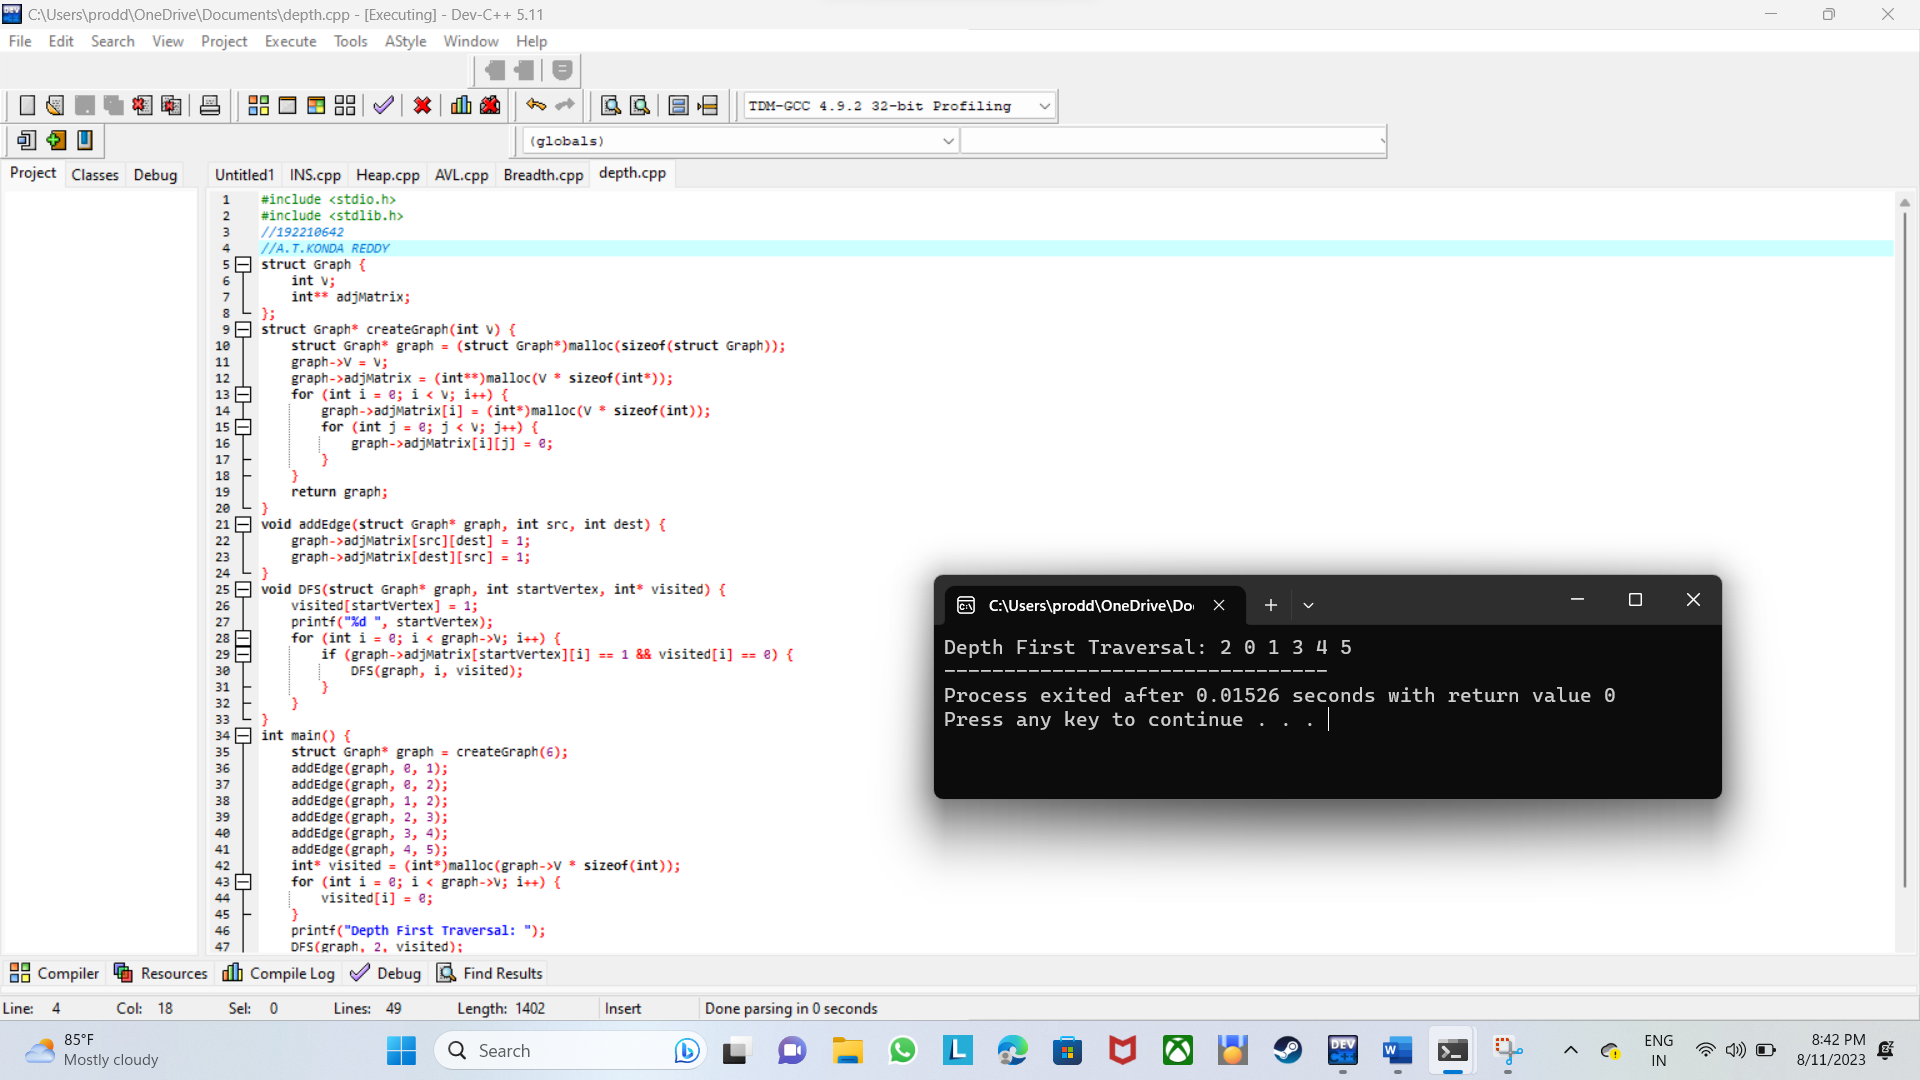 C:\Users\prodd\OneDrive\Documents\depth.cpp - [Executing] - Dev-C++ 5.11
File Edit Search View Project Execute Tools AStyle Window Help
TDM-GCC 4.9.2 32-bit Profiling
(globals)
Project Classes Debug
Untitled1 INS.cpp Heap.cpp AVL.cpp Breadth.cpp depth.cpp
1 #include <stdio.h>
2 #include <stdlib.h>
3 //192210642
4 //A.T.KONDA REDDY
5 struct Graph {
6     int V;
7     int** adjMatrix;
8 };
9 struct Graph* createGraph(int V) {
10     struct Graph* graph = (struct Graph*)malloc(sizeof(struct Graph));
11     graph->V = V;
12     graph->adjMatrix = (int**)malloc(V * sizeof(int*));
13     for (int i = 0; i < V; i++) {
14         graph->adjMatrix[i] = (int*)malloc(V * sizeof(int));
15         for (int j = 0; j < V; j++) {
16             graph->adjMatrix[i][j] = 0;
17         }
18     }
19     return graph;
20 }
21 void addEdge(struct Graph* graph, int src, int dest) {
22     graph->adjMatrix[src][dest] = 1;
23     graph->adjMatrix[dest][src] = 1;
24 }
25 void DFS(struct Graph* graph, int startVertex, int* visited) {
26     visited[startVertex] = 1;
27     printf("%d ", startVertex);
28     for (int i = 0; i < graph->V; i++) {
29         if (graph->adjMatrix[startVertex][i] == 1 && visited[i] == 0) {
30             DFS(graph, i, visited);
31         }
32     }
33 }
34 int main() {
35     struct Graph* graph = createGraph(6);
36     addEdge(graph, 0, 1);
37     addEdge(graph, 0, 2);
38     addEdge(graph, 1, 2);
39     addEdge(graph, 2, 3);
40     addEdge(graph, 3, 4);
41     addEdge(graph, 4, 5);
42     int* visited = (int*)malloc(graph->V * sizeof(int));
43     for (int i = 0; i < graph->V; i++) {
44         visited[i] = 0;
45     }
46     printf("Depth First Traversal: ");
47     DFS(graph, 2, visited);
C:\Users\prodd\OneDrive\Do
Depth First Traversal: 2 0 1 3 4 5
--------------------------------
Process exited after 0.01526 seconds with return value 0
Press any key to continue . . .
Compiler Resources Compile Log Debug Find Results
Line: 4 Col: 18 Sel: 0 Lines: 49 Length: 1402 Insert Done parsing in 0 seconds
85°F
Mostly cloudy
Search
DEV C++
ENG
IN
8:42 PM
8/11/2023